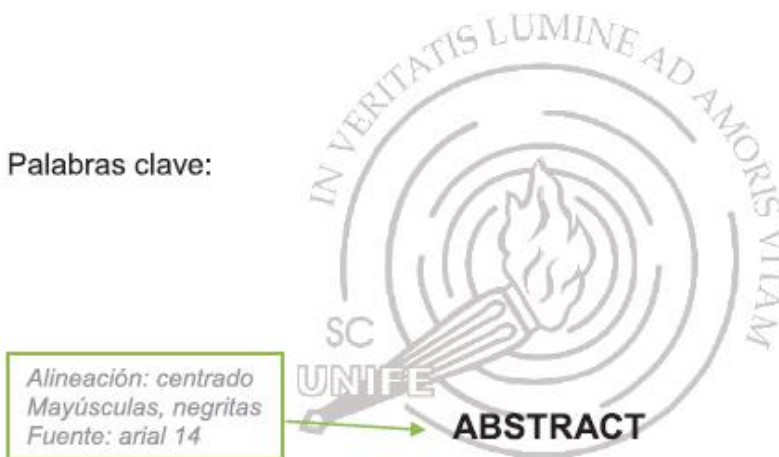 IN VERITATIS LUMINE AD AMORIS VITAM
Palabras clave:
SC
UNIFE
Alineación: centrado
Mayúsculas, negritas
Fuente: arial 14
ABSTRACT